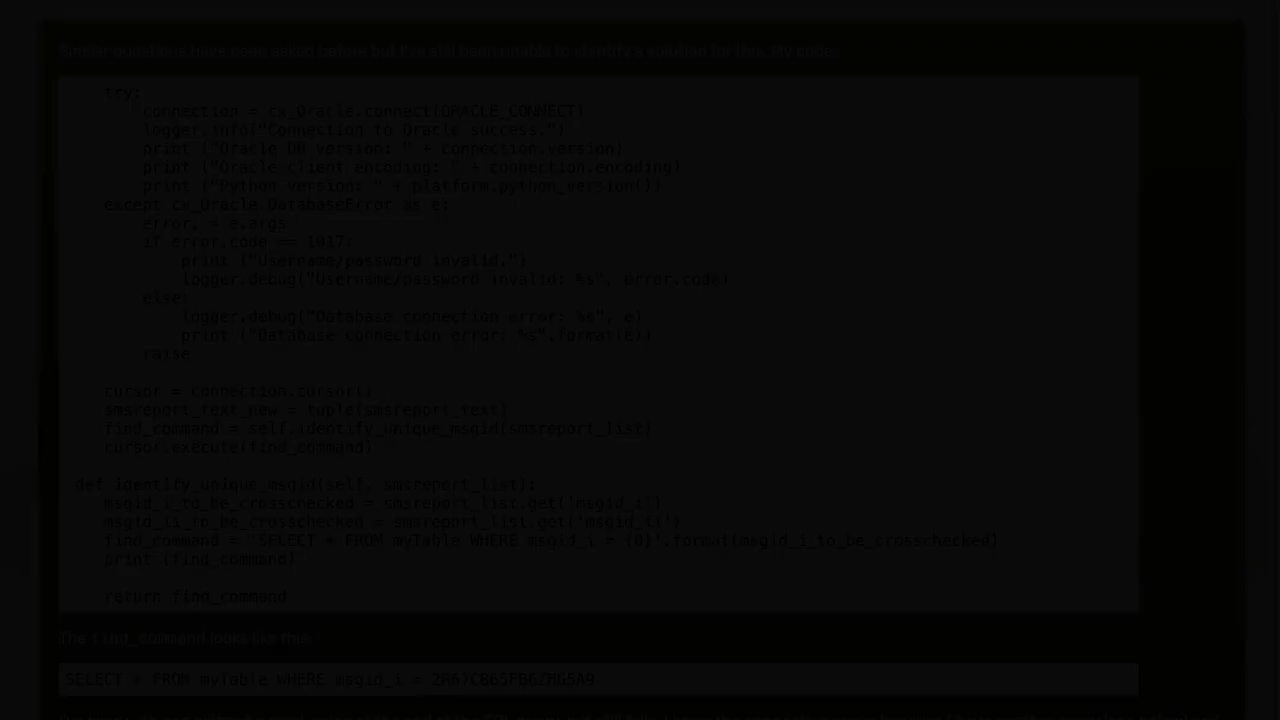 Similar questions have been asked before but I've still been unable to identify a solution for this. My code:
try:
connection = cx_Oracle.connect(ORACLE_CONNECT)
logger.info("Connection to Oracle success.")
print ("Oracle DB version: " + connection.version)
print ("Oracle client encoding: " + connection.encoding)
print ("Python version: " + platform.python_version())
except cx_Oracle.DatabaseError as e:
error, = e.args
if error.code == 1017:
print ("Username/password invalid.")
logger.debug("Username/password invalid: %s", error.code)
else:
logger.debug("Database connection error: %s", e)
print ("Database connection error: %s".format(e))
raise
cursor = connection.cursor()
smsreport_text_new = tuple(smsreport_text)
find_command = self.identify_unique_msgid(smsreport_list)
cursor.execute(find_command)
def identify_unique_msgid(self, smsreport_list):
msgid_i_to_be_crosschecked = smsreport_list.get('msgid_i')
msgid_ii_to_be_crosschecked = smsreport_list.get('msgid_ii')
find_command = 'SELECT * FROM myTable WHERE msgid_i = {0}'.format(msgid_i_to_be_crosschecked)
print (find_command)
return find_command
The find_command looks like this:
SELECT * FROM myTable WHERE msgid_i =